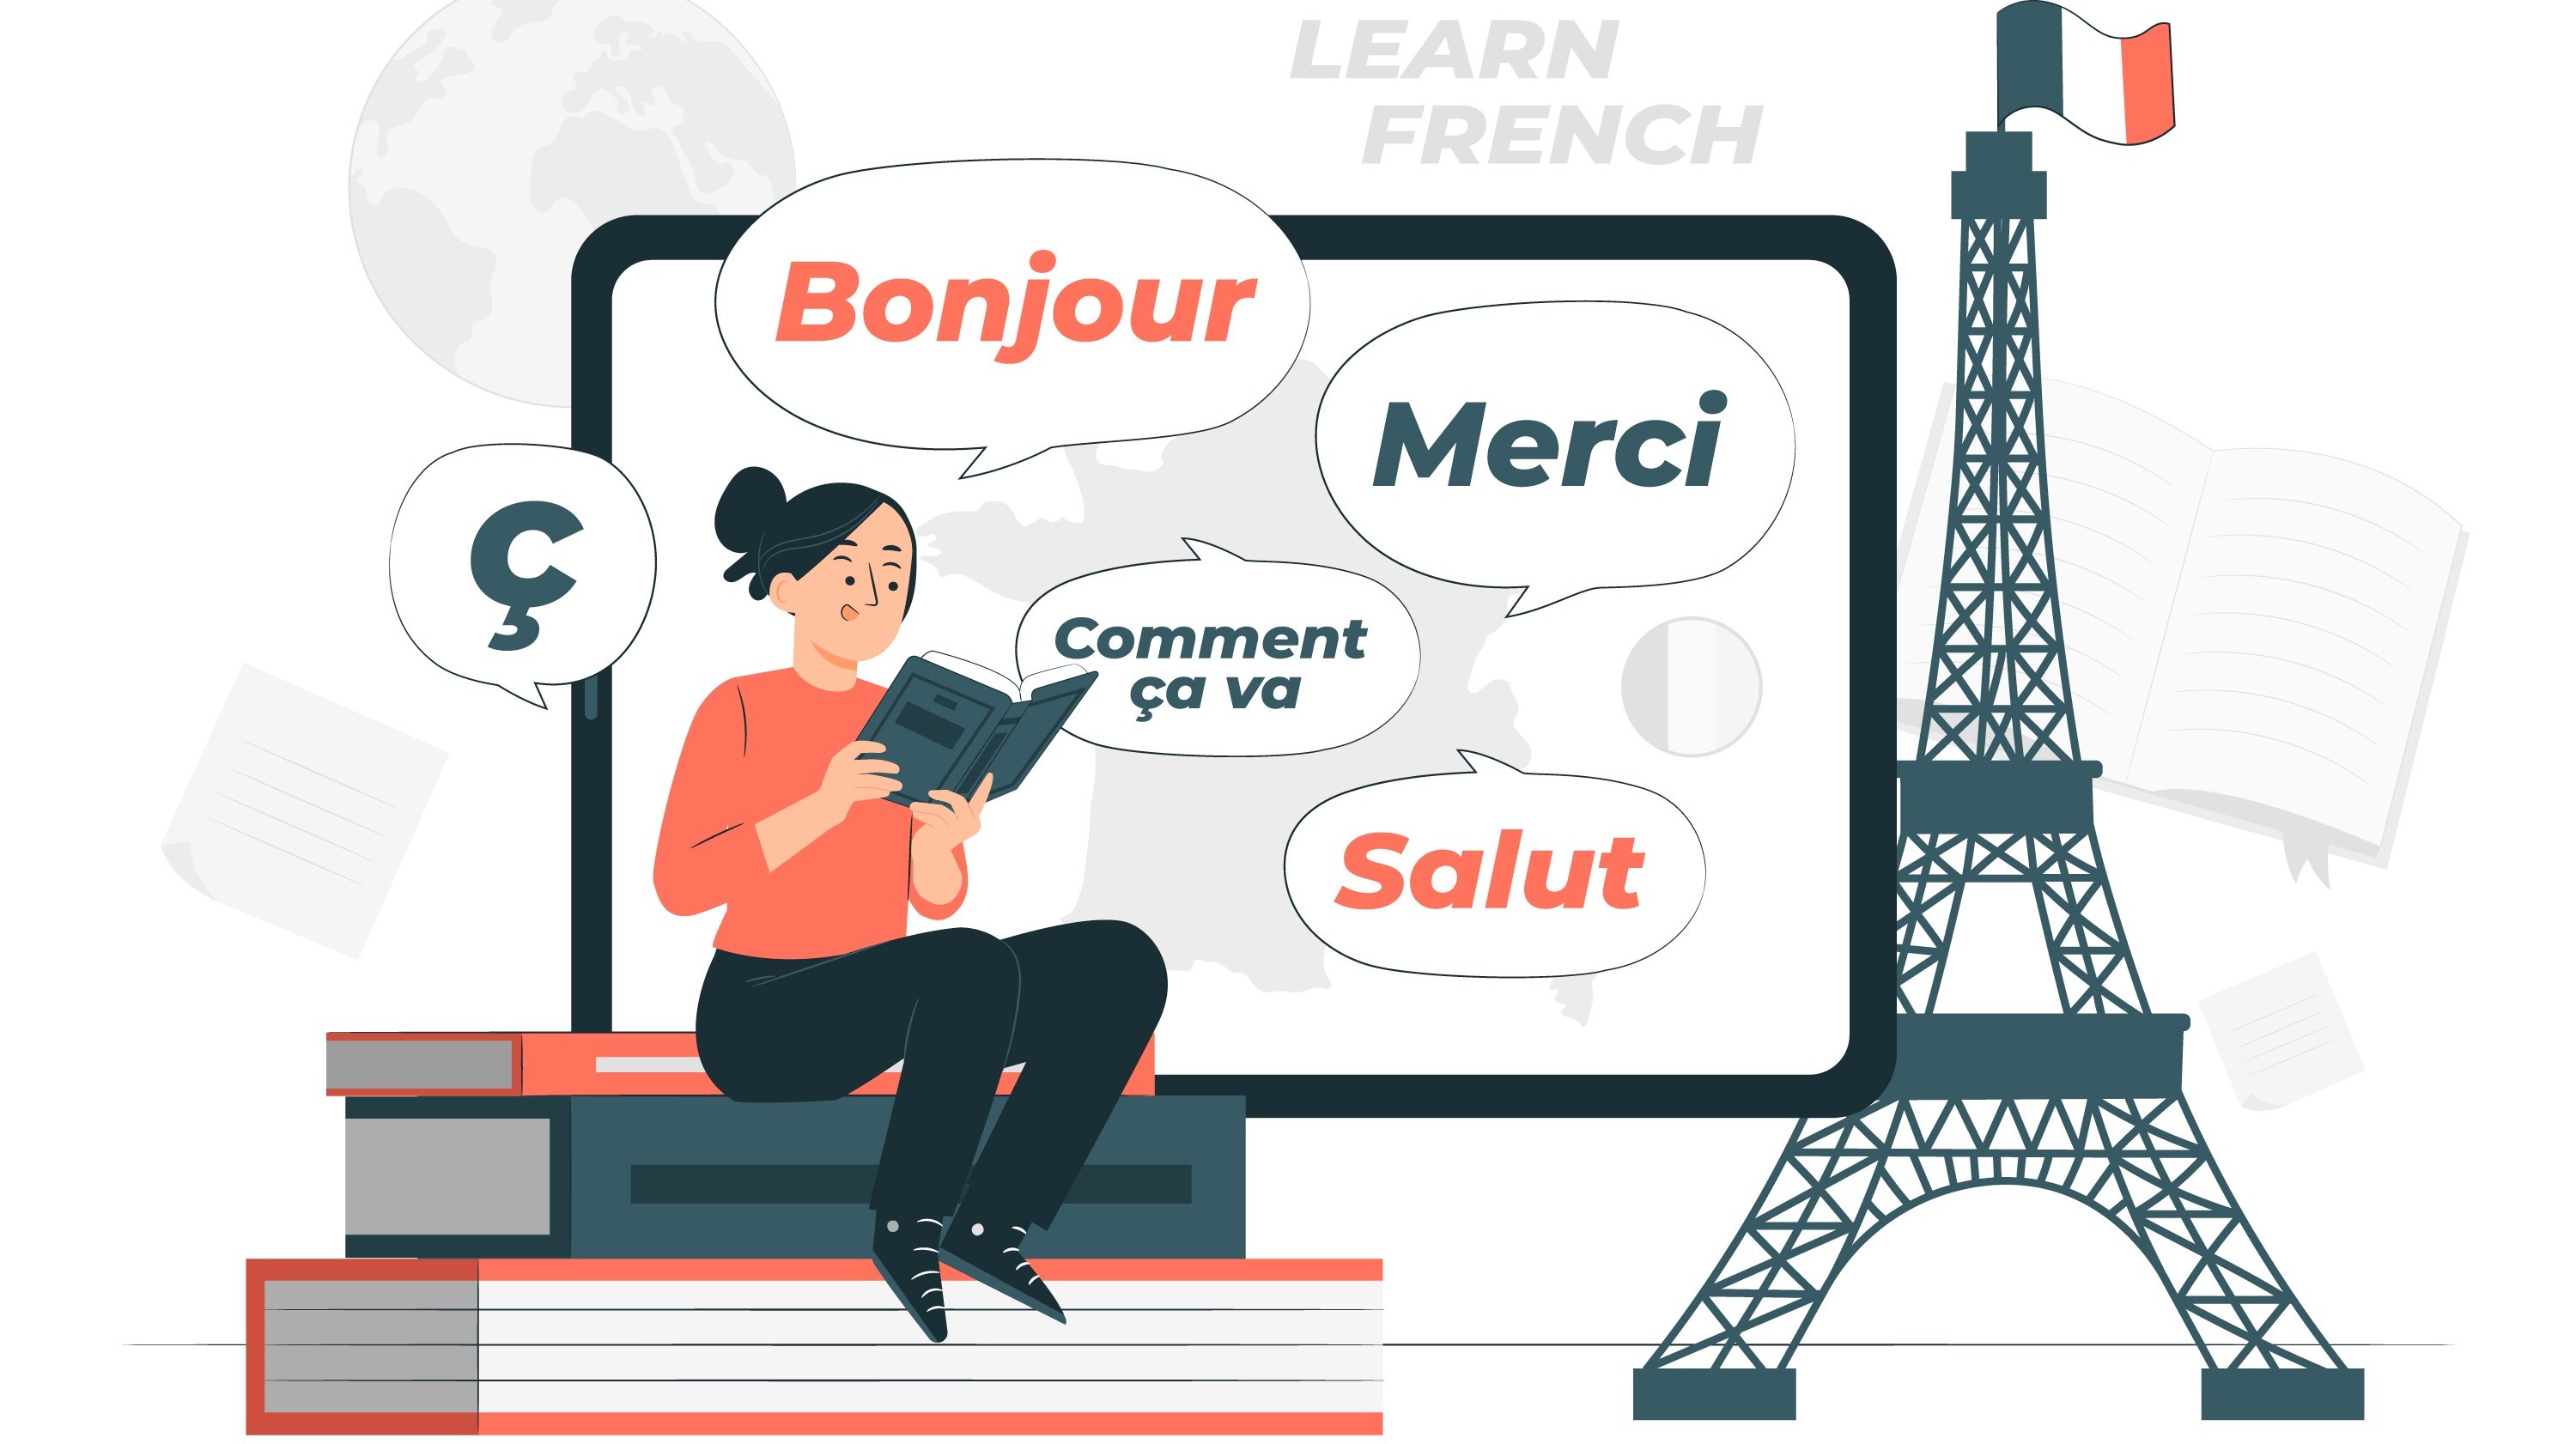 LEARN
FRENCH
Bonjour
Merci
Ç
Comment
ça va
Salut